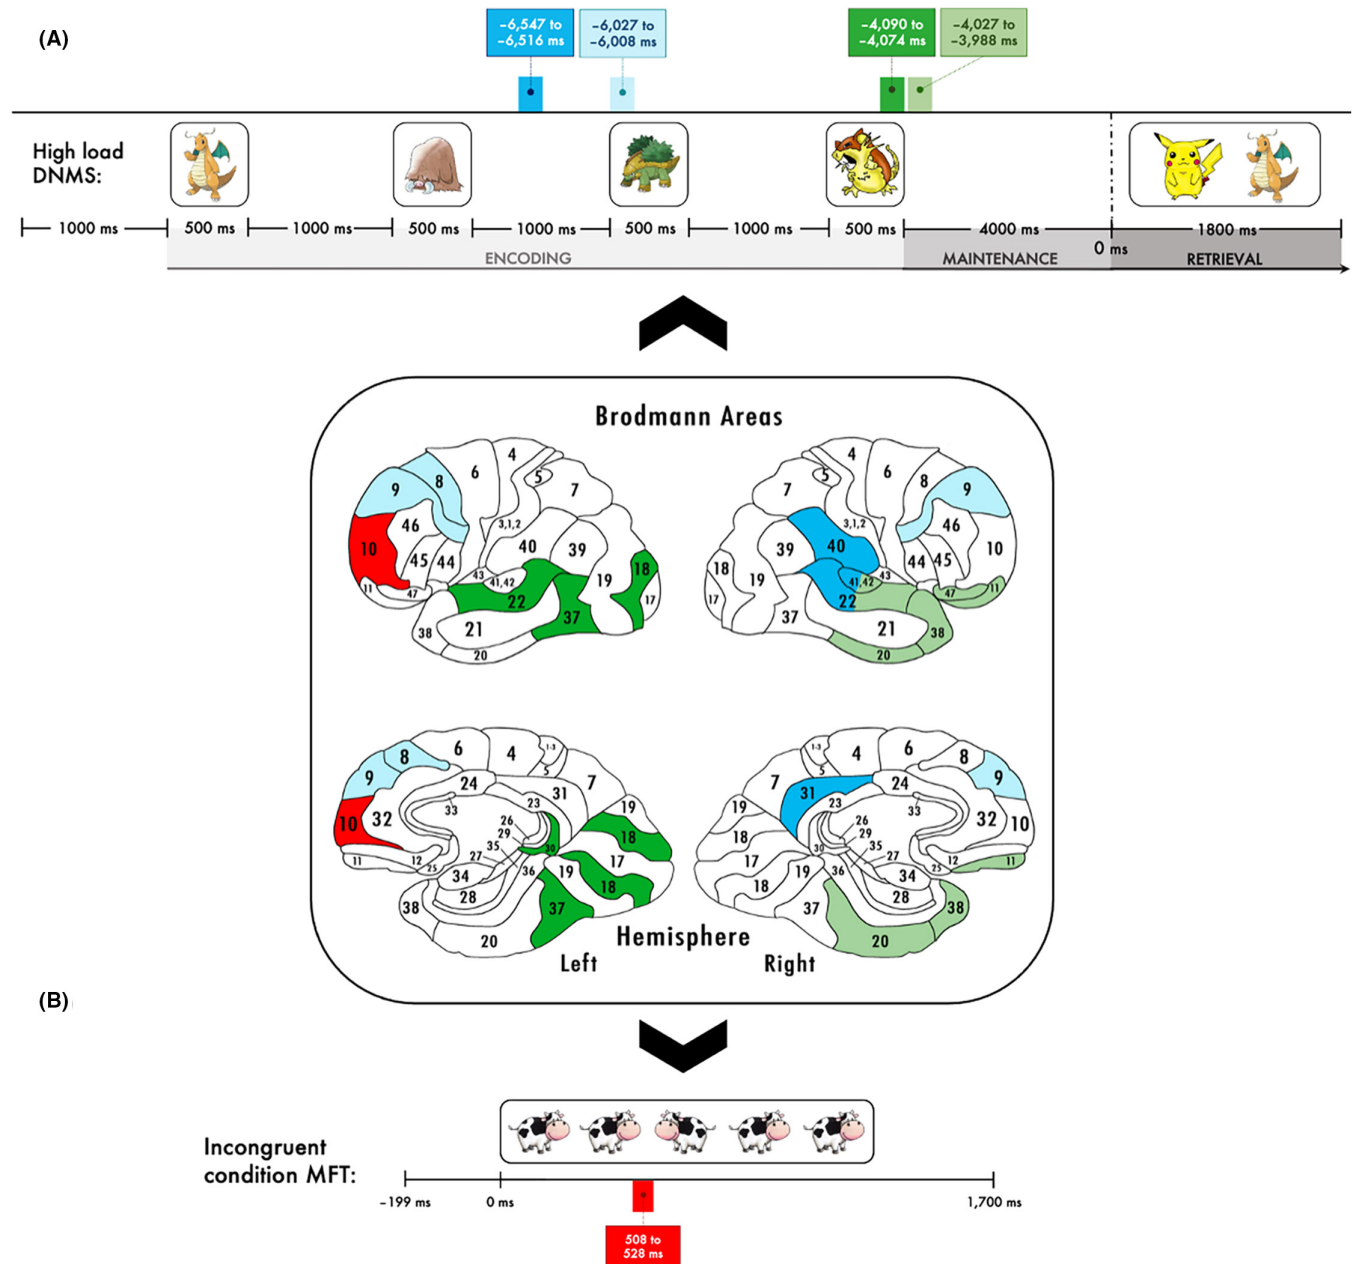 (A)
−6,547 to
−6,516 ms
−6,027 to
−6,008 ms
−4,090 to
−4,074 ms
−4,027 to
−3,988 ms
High load
DNMS:
1000 ms 500 ms 1000 ms 500 ms 1000 ms 500 ms 1000 ms 500 ms 4000 ms 1800 ms
0 ms
ENCODING MAINTENANCE RETRIEVAL
Brodmann Areas
9 8 6 4 5 7
46 3,1,2
10 45 44 40 39 19 18
11 47 43 41,42 22 37 17
38 21
20
7 5 4 6 8 9
3,1,2 46
18 39 40 44 45 10
17 19 37 22 41,42 43 47 11
21 38
20
9 8 6 4 1-3 5 7
24 31 19
10 32 33 23 18
26 29 30 17
11 12 25 27 35 36 19 18
34 28 37
38 20
7 1-3 5 4 6 8 9
31 24
19 23 33 32 10
18 26 29 30
17 35 27 12 11
18 19 36 34 25
37 28 38
20
Hemisphere
Left Right
(B)
Incongruent
condition MFT:
−199 ms 0 ms 1,700 ms
508 to
528 ms